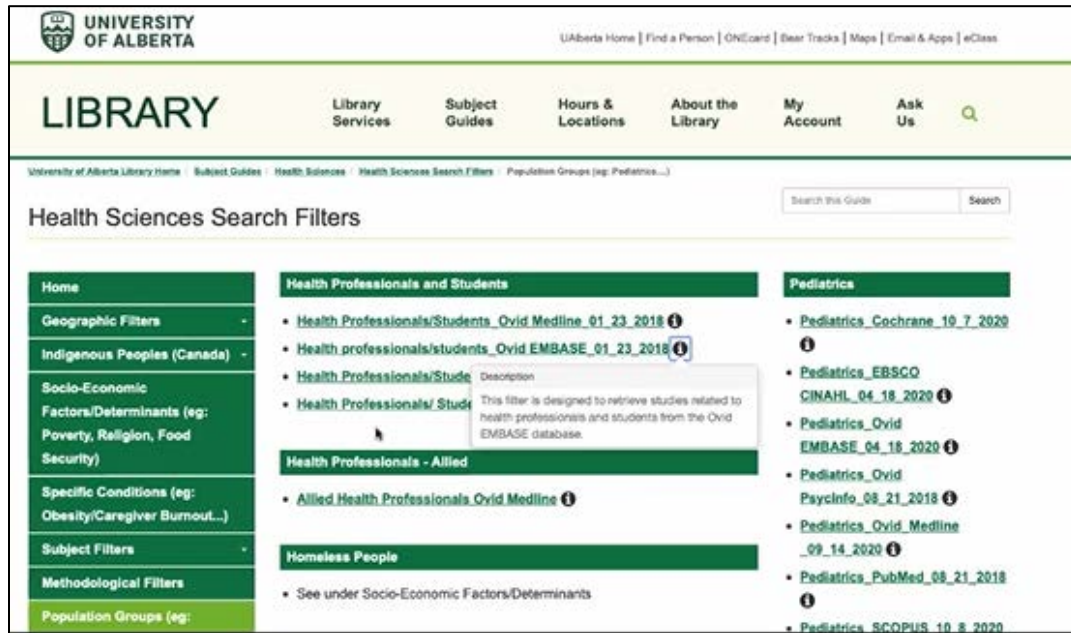 UNIVERSITY
OF ALBERTA
UAlberta Home | Find a Person | ONEcard | Bear Tracks | Maps | Email & Apps | eClass
LIBRARY
Library
Services
Subject
Guides
Hours &
Locations
About the
Library
My
Account
Ask
Us
University of Alberta Library Home / Subject Guides / Health Sciences / Health Sciences Search Filters / Population Groups (eg: Pediatrics...)
Health Sciences Search Filters
Search this Guide
Search
Home
Geographic Filters
Indigenous Peoples (Canada)
Socio-Economic
Factors/Determinants (eg:
Poverty, Religion, Food
Security)
Specific Conditions (eg:
Obesity/Caregiver Burnout...)
Subject Filters
Methodological Filters
Population Groups (eg:
Health Professionals and Students
• Health Professionals/Students_Ovid Medline_01_23_2018
• Health professionals/students_Ovid EMBASE_01_23_2018
• Health Professionals/Stude
• Health Professionals/ Stude
Description
This filter is designed to retrieve studies related to
health professionals and students from the Ovid
EMBASE database.
Health Professionals - Allied
• Allied Health Professionals Ovid Medline
Homeless People
• See under Socio-Economic Factors/Determinants
Pediatrics
• Pediatrics_Cochrane_10_7_2020
• Pediatrics_EBSCO
CINAHL_04_18_2020
• Pediatrics_Ovid
EMBASE_04_18_2020
• Pediatrics_Ovid
PsycInfo_08_21_2018
• Pediatrics_Ovid_Medline
_09_14_2020
• Pediatrics_PubMed_08_21_2018
• Pediatrics_SCOPUS_10_8_2020